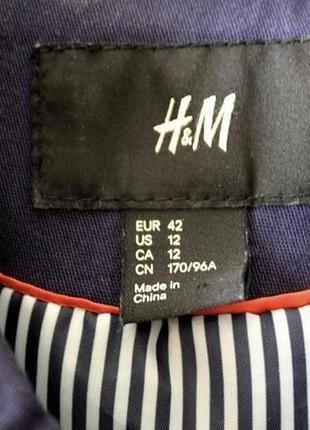 H&M
EUR 42
US 12
CA 12
CN 170/96A
Made in
China